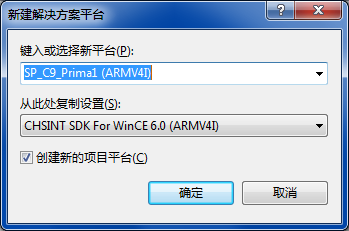 新建解决方案平台
键入或选择新平台(P):
SP_C9_Prima1 (ARMV4I)
从此处复制设置(S):
CHSINT SDK For WinCE 6.0 (ARMV4I)
创建新的项目平台(C)
确定 取消